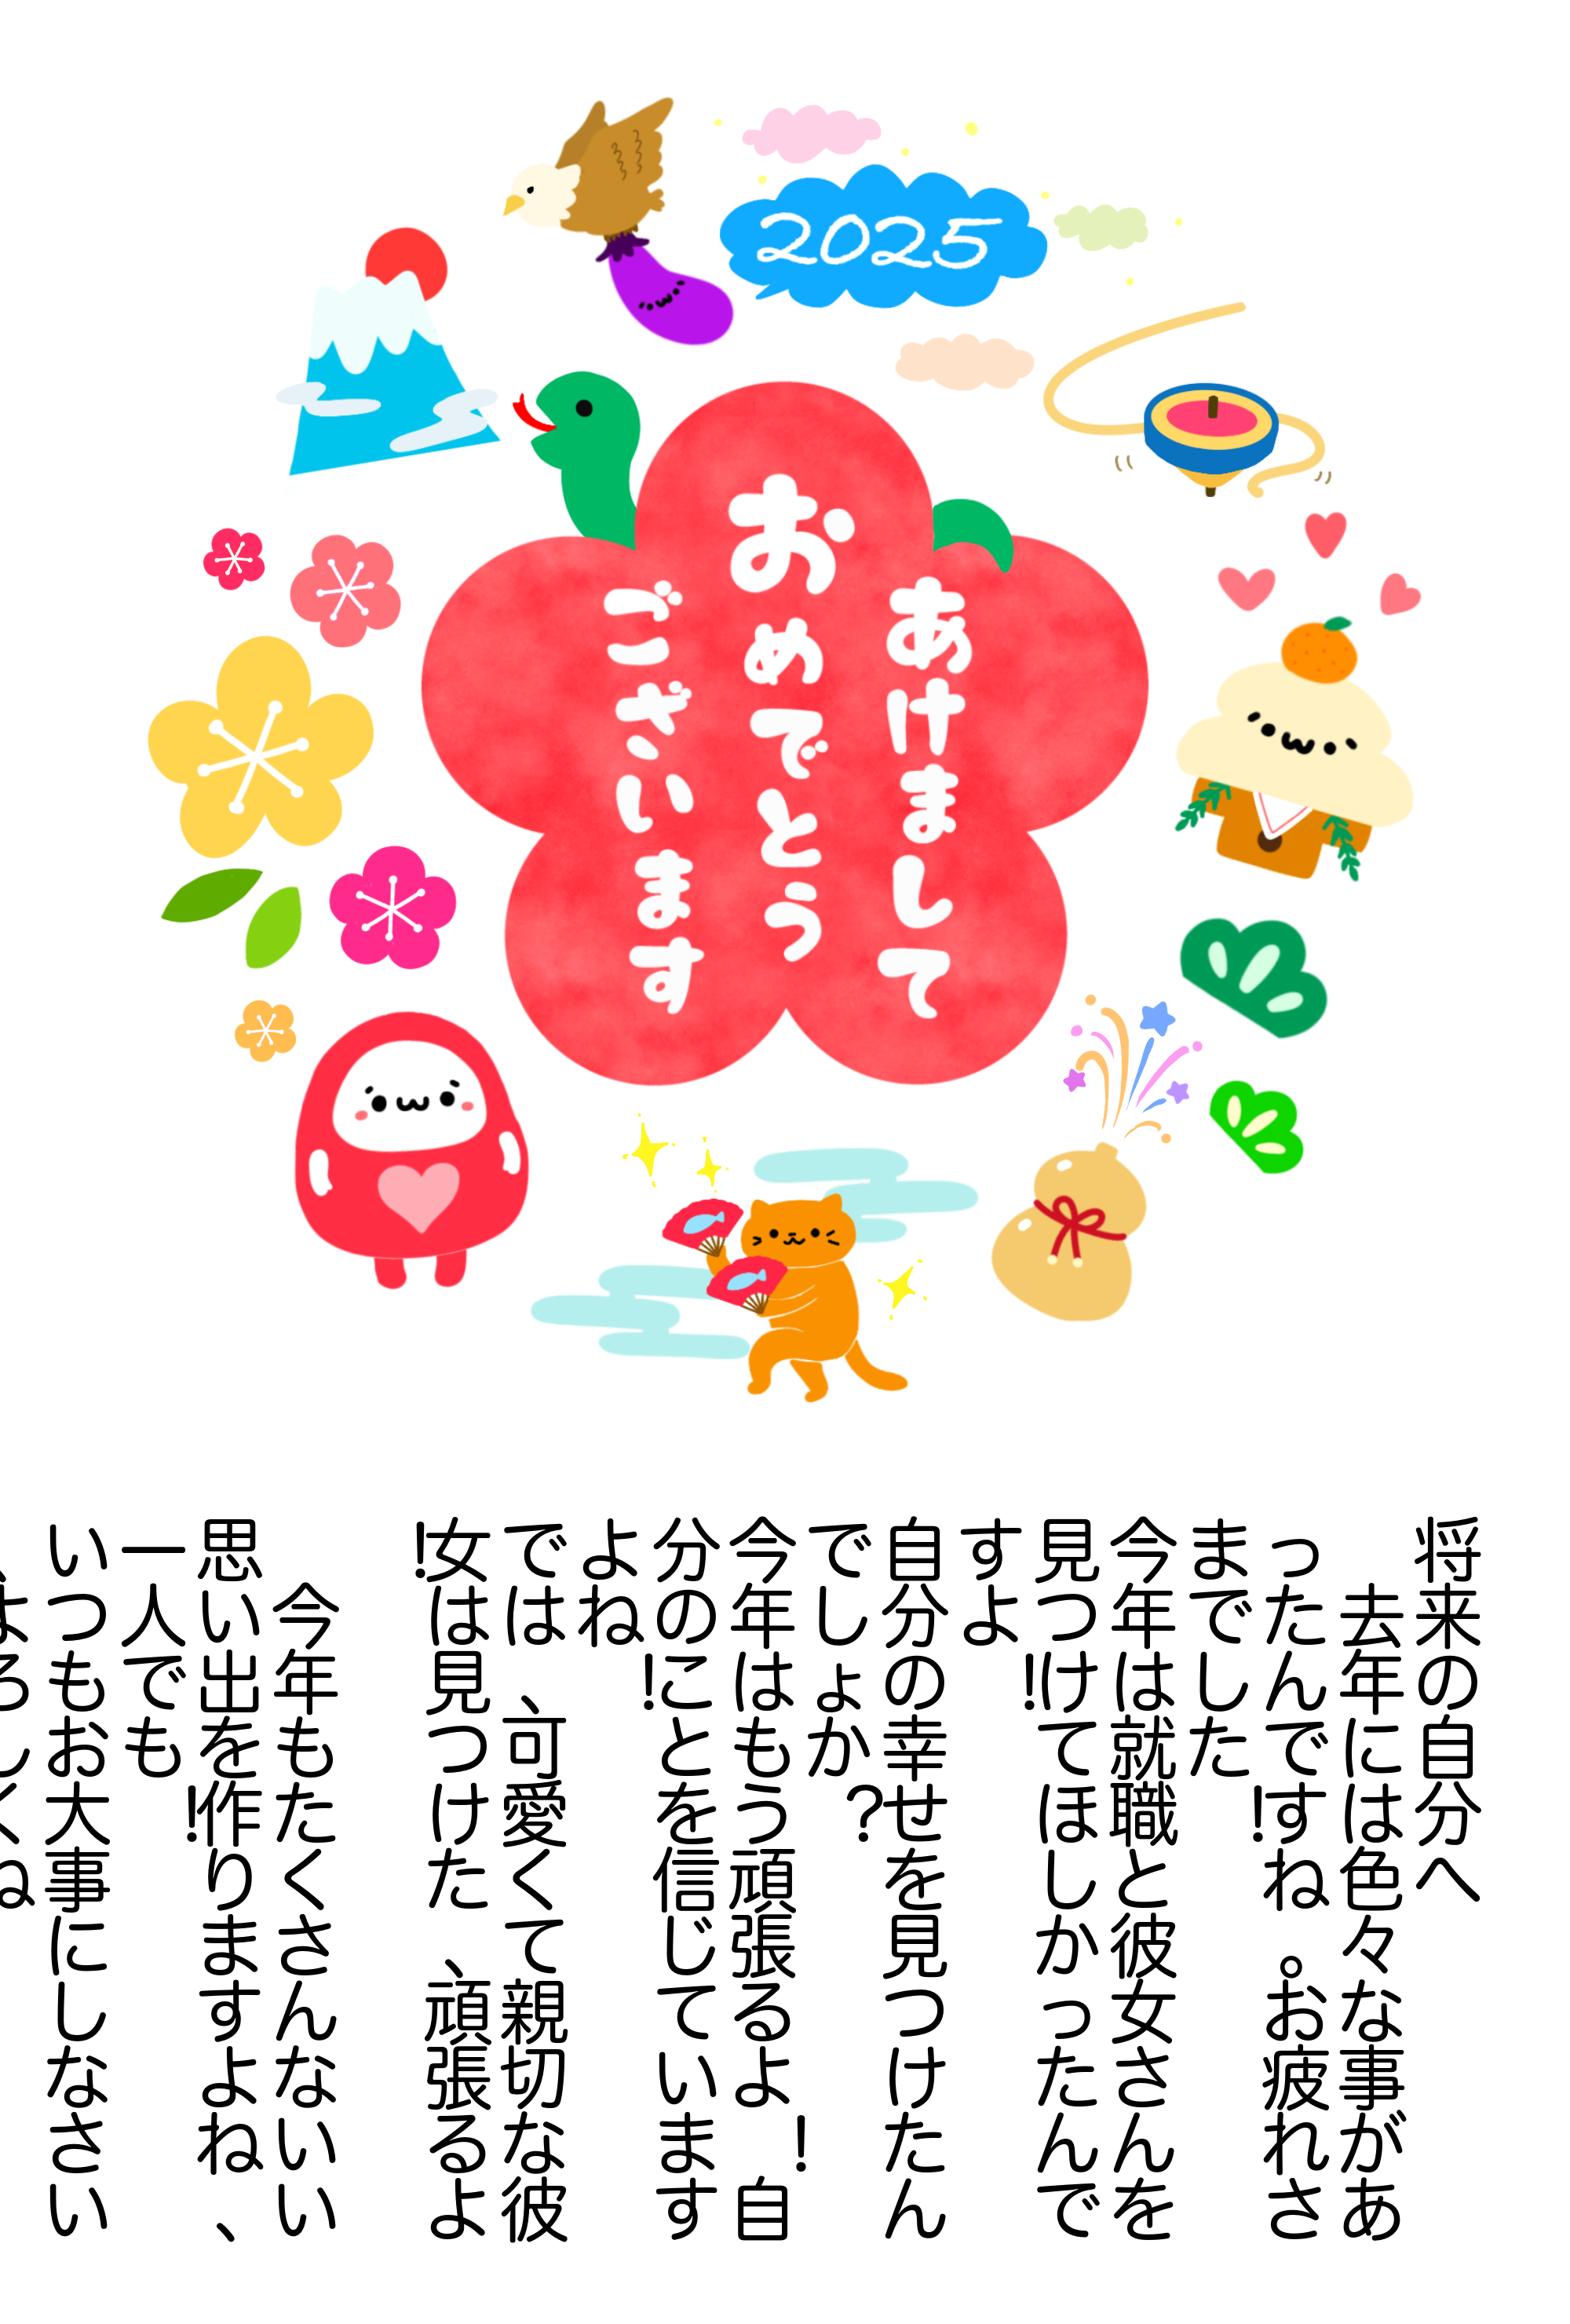 2025
あけまして
おめでとう
ございます
将来の自分へ
去年には色々な事があ
ったんですね。お疲れさ
までした!
今年は就職と彼女さんを
見つけてほしかったんで
すよ!
自分の幸せを見つけたん
でしょか?
今年はもう頑張るよ!自
分のことを信じています
よね!
では、可愛くて親切な彼
女は見つけた、頑張るよ
!
今年もたくさんないい
思い出を作りますよね、
一人でも!
いつもお大事にしなさい